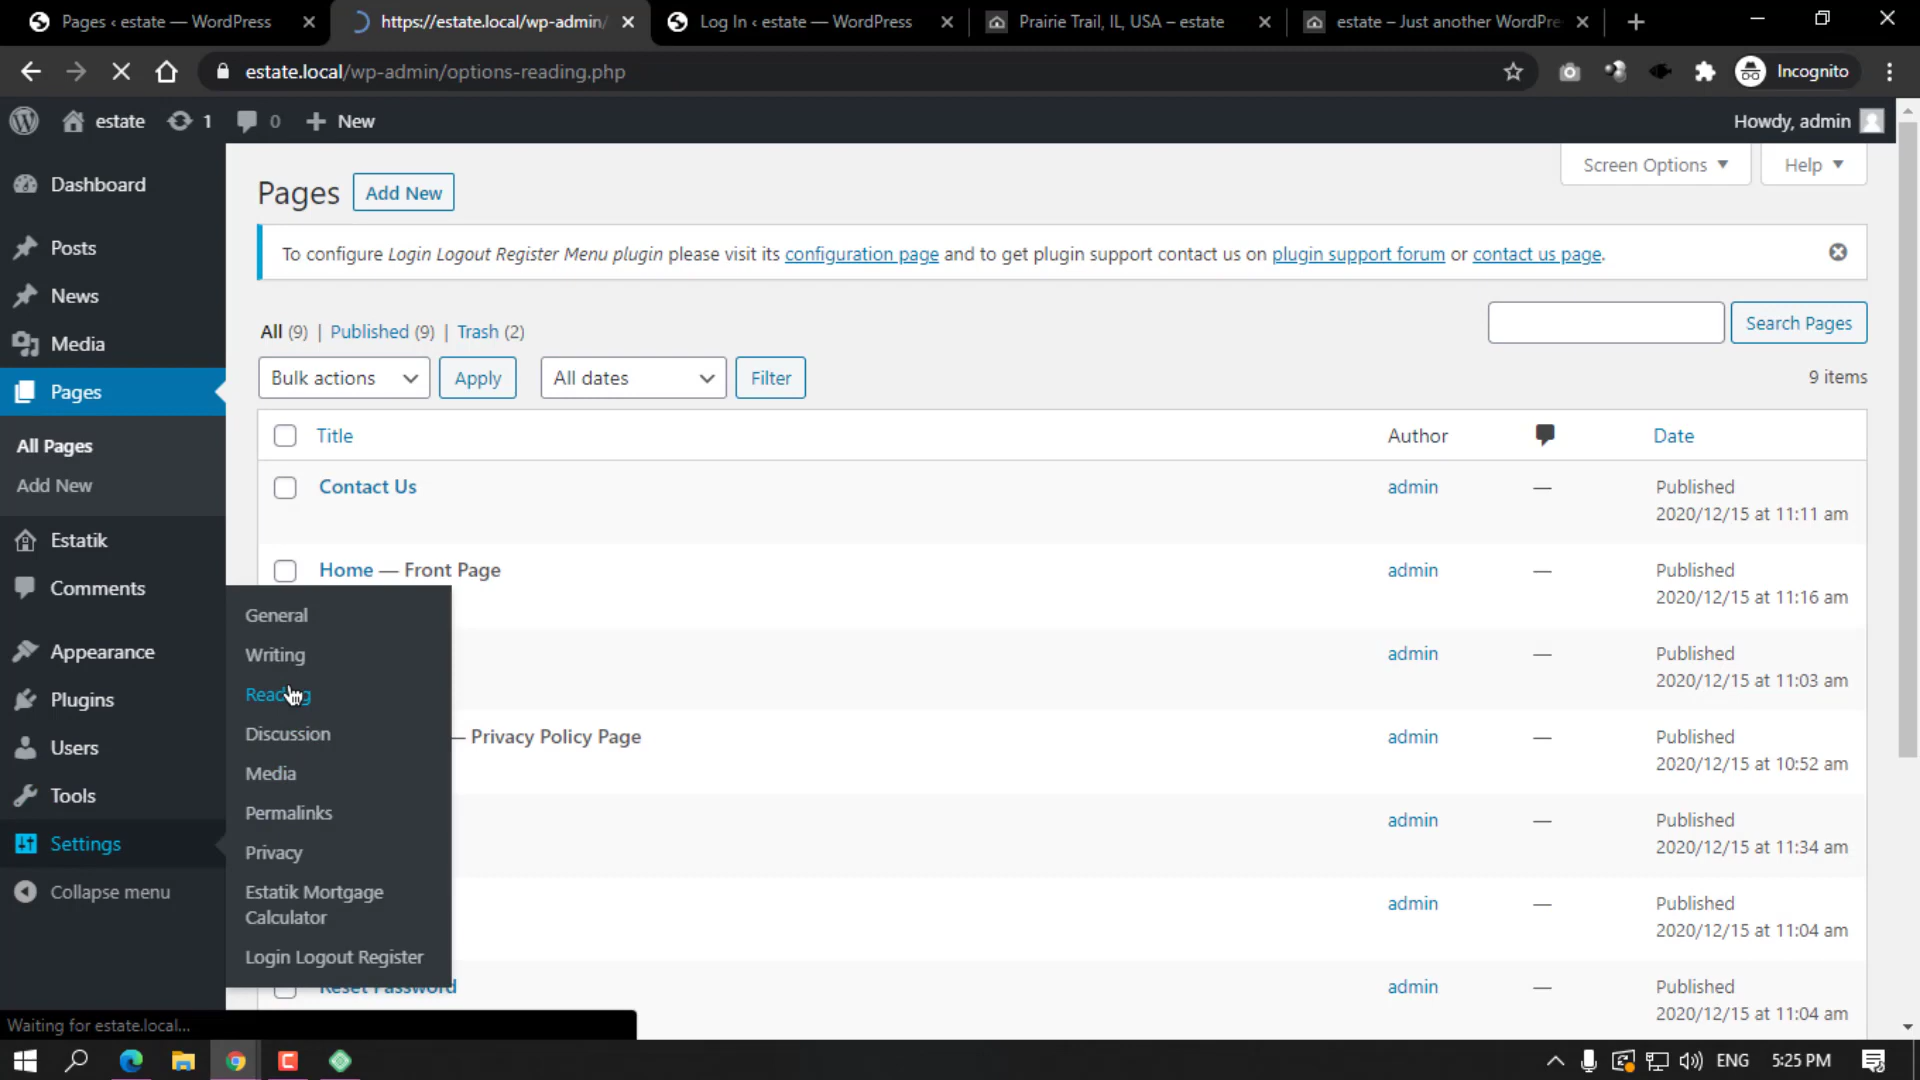 Pages ‹ estate — WordPress
https://estate.local/wp-admin/
Log In ‹ estate — WordPress
Prairie Trail, IL, USA – estate
estate – Just another WordPre
estate.local/wp-admin/options-reading.php
Incognito
estate
1
0
New
Howdy, admin
Dashboard
Posts
News
Media
Pages
All Pages
Add New
Estatik
Comments
Appearance
Plugins
Users
Tools
Settings
Collapse menu
General
Writing
Reading
Discussion
Media
Permalinks
Privacy
Estatik Mortgage
Calculator
Login Logout Register
Screen Options
Help
Pages
Add New
To configure Login Logout Register Menu plugin please visit its configuration page and to get plugin support contact us on plugin support forum or contact us page.
All (9) | Published (9) | Trash (2)
Search Pages
Bulk actions
Apply
All dates
Filter
9 items
Title
Author
Date
Contact Us
admin
—
Published
2020/12/15 at 11:11 am
Home — Front Page
admin
—
Published
2020/12/15 at 11:16 am
admin
—
Published
2020/12/15 at 11:03 am
— Privacy Policy Page
admin
—
Published
2020/12/15 at 10:52 am
admin
—
Published
2020/12/15 at 11:34 am
admin
—
Published
2020/12/15 at 11:04 am
Reset Password
admin
—
Published
2020/12/15 at 11:04 am
Waiting for estate.local...
ENG
5:25 PM